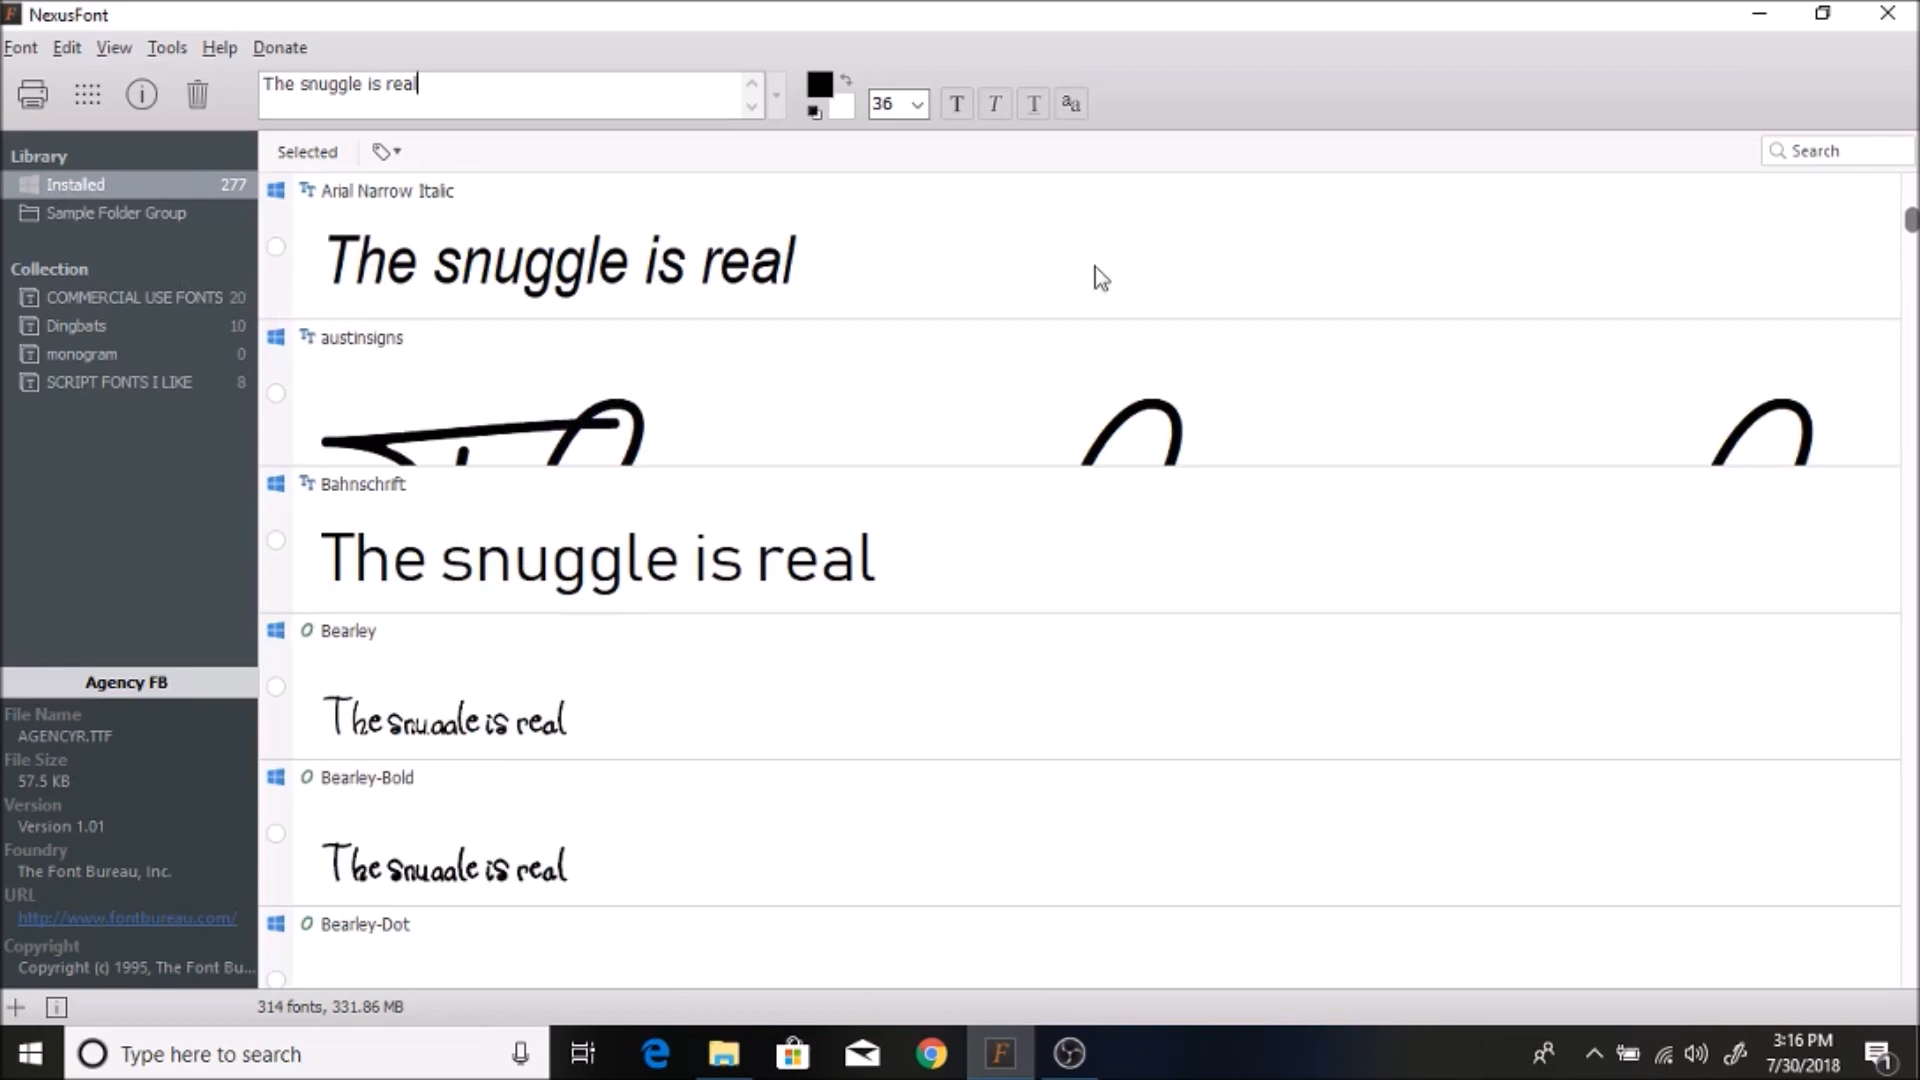 NexusFont
Font Edit View Tools Help Donate
The snuggle is real
36
Library
Installed 277
Sample Folder Group
Collection
COMMERCIAL USE FONTS 20
Dingbats 10
monogram 0
SCRIPT FONTS I LIKE 8
Agency FB
File Name
AGENCYR.TTF
File Size
57.5 KB
Version
Version 1.01
Foundry
The Font Bureau, Inc.
URL
http://www.fontbureau.com/
Copyright
Copyright (c) 1995, The Font Bu...
Selected
Search
Arial Narrow Italic
The snuggle is real
austinsigns
Bahnschrift
The snuggle is real
Bearley
The snuggle is real
Bearley-Bold
The snuggle is real
Bearley-Dot
314 fonts, 331.86 MB
Type here to search
3:16 PM
7/30/2018
1